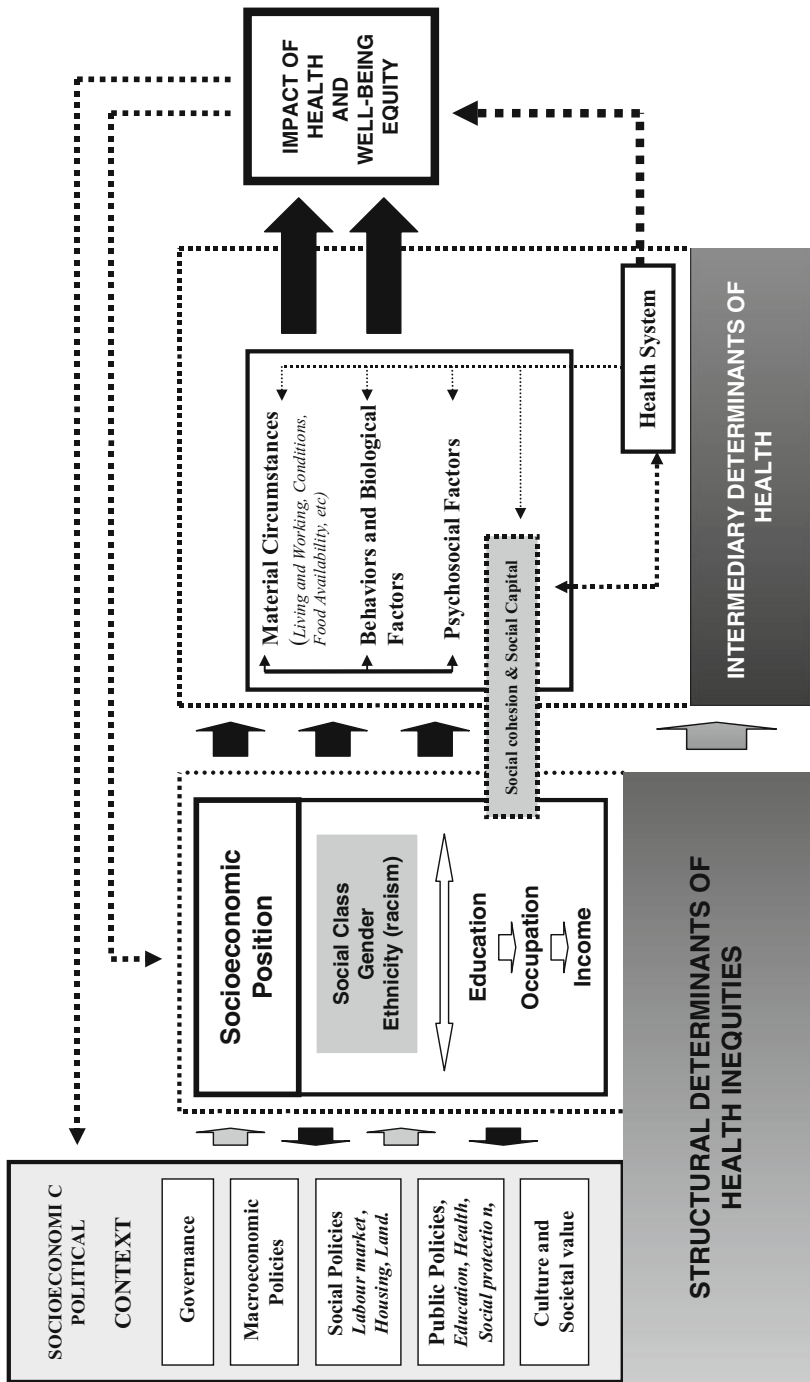 SOCIOECONOMI C
POLITICAL
CONTEXT
Governance
Macroeconomic
Policies
Social Policies
Labour market ,
Housing, Land.
Public Policies,
Education, Health,
Social protectio n,
Culture and
Societal value
Socioeconomic
Position
Social Class
Gender
Ethnicity (racism)
Education
Occupation
Income
Social cohesion & Social Capital
Material Circumstances
(Living and Working, Conditions,
Food Availability, etc)
Behaviors and Biological
Factors
Psychosocial Factors
Health System
IMPACT OF
HEALTH
AND
WELL-BEING
EQUITY
STRUCTURAL DETERMINANTS OF
HEALTH INEQUITIES
INTERMEDIARY DETERMINANTS OF
HEALTH